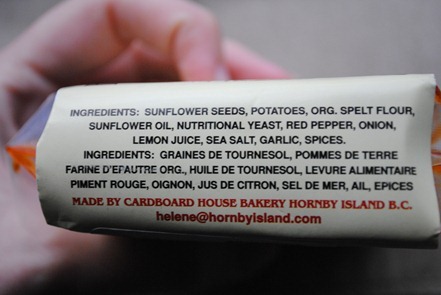 INGREDIENTS: SUNFLOWER SEEDS, POTATOES, ORG. SPELT FLOUR,
SUNFLOWER OIL, NUTRITIONAL YEAST, RED PEPPER, ONION,
LEMON JUICE, SEA SALT, GARLIC, SPICES.
INGREDIENTS: GRAINES DE TOURNESOL, POMMES DE TERRE
FARINE D'EPAUTRE ORG., HUILE DE TOURNESOL, LEVURE ALIMENTAIRE
PIMENT ROUGE, OIGNON, JUS DE CITRON, SEL DE MER, AIL, EPICES
MADE BY CARDBOARD HOUSE BAKERY HORNBY ISLAND B.C.
helene@hornbyisland.com